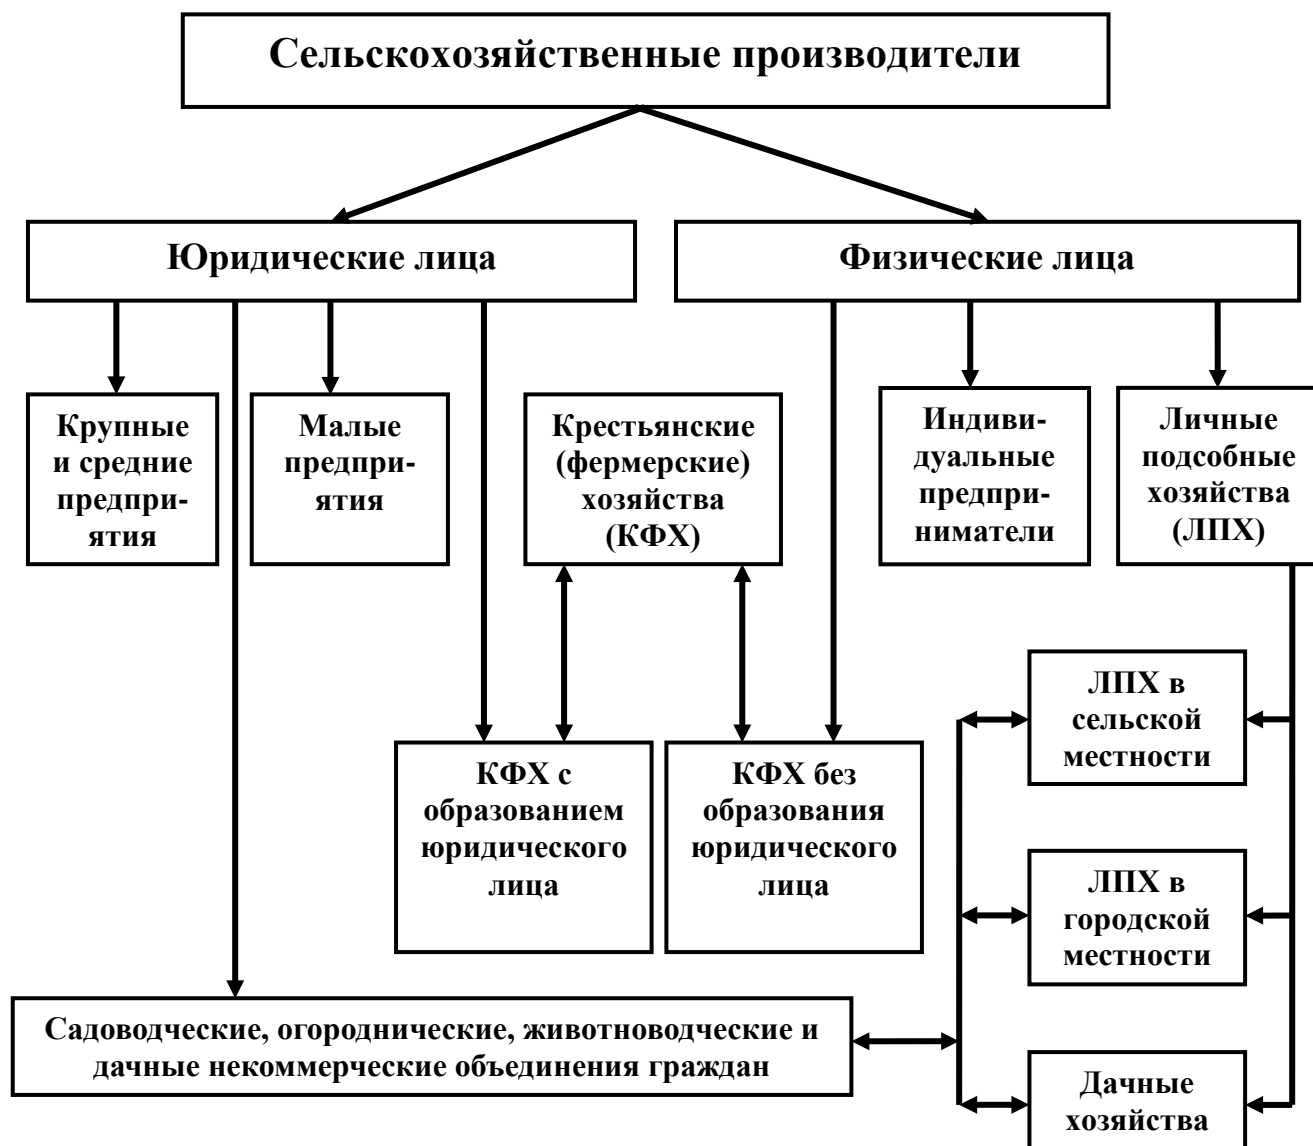 Сельскохозяйственные производители
Юридические лица
Физические лица
Крупные
и средние
предпри-
ятия
Малые
предпри-
ятия
Крестьянские
(фермерские)
хозяйства
(КФХ)
Индиви-
дуальные
предпри-
ниматели
Личные
подсобные
хозяйства
(ЛПХ)
КФХ с
образованием
юридического
лица
КФХ без
образования
юридического
лица
ЛПХ в
сельской
местности
ЛПХ в
городской
местности
Садоводческие, огороднические, животноводческие и
дачные некоммерческие объединения граждан
Дачные
хозяйства